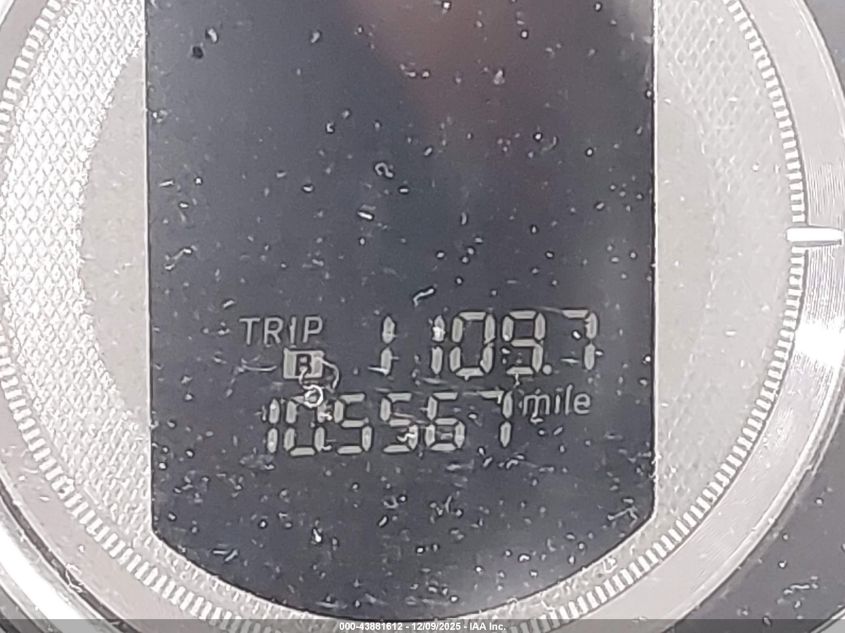 TRIP 1109.7
B
105567 mile
000-43881612 - 12/09/2025 - IAA Inc.